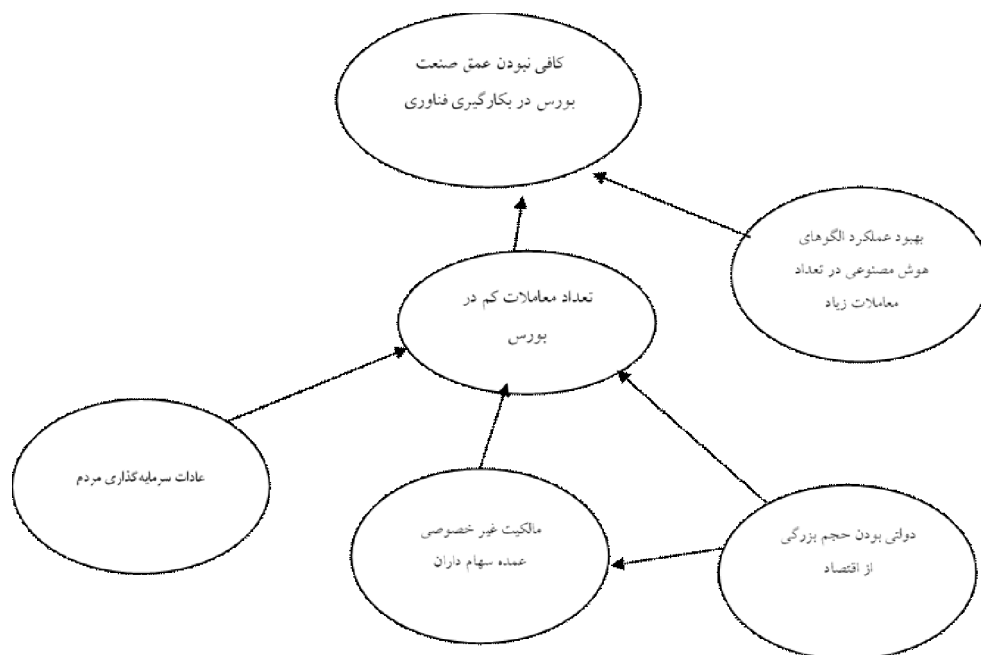 کافی نبودن عمق صنعت
بورس در بکارگیری فناوری
بهبود عملکرد الگوهای
هوش مصنوعی در تعداد
معاملات زیاد
تعداد معاملات کم در
بورس
عادات سرمایه‌گذاری مردم
مالکیت غیر خصوصی
عمده سهام داران
دولتی بودن حجم بزرگی
از اقتصاد